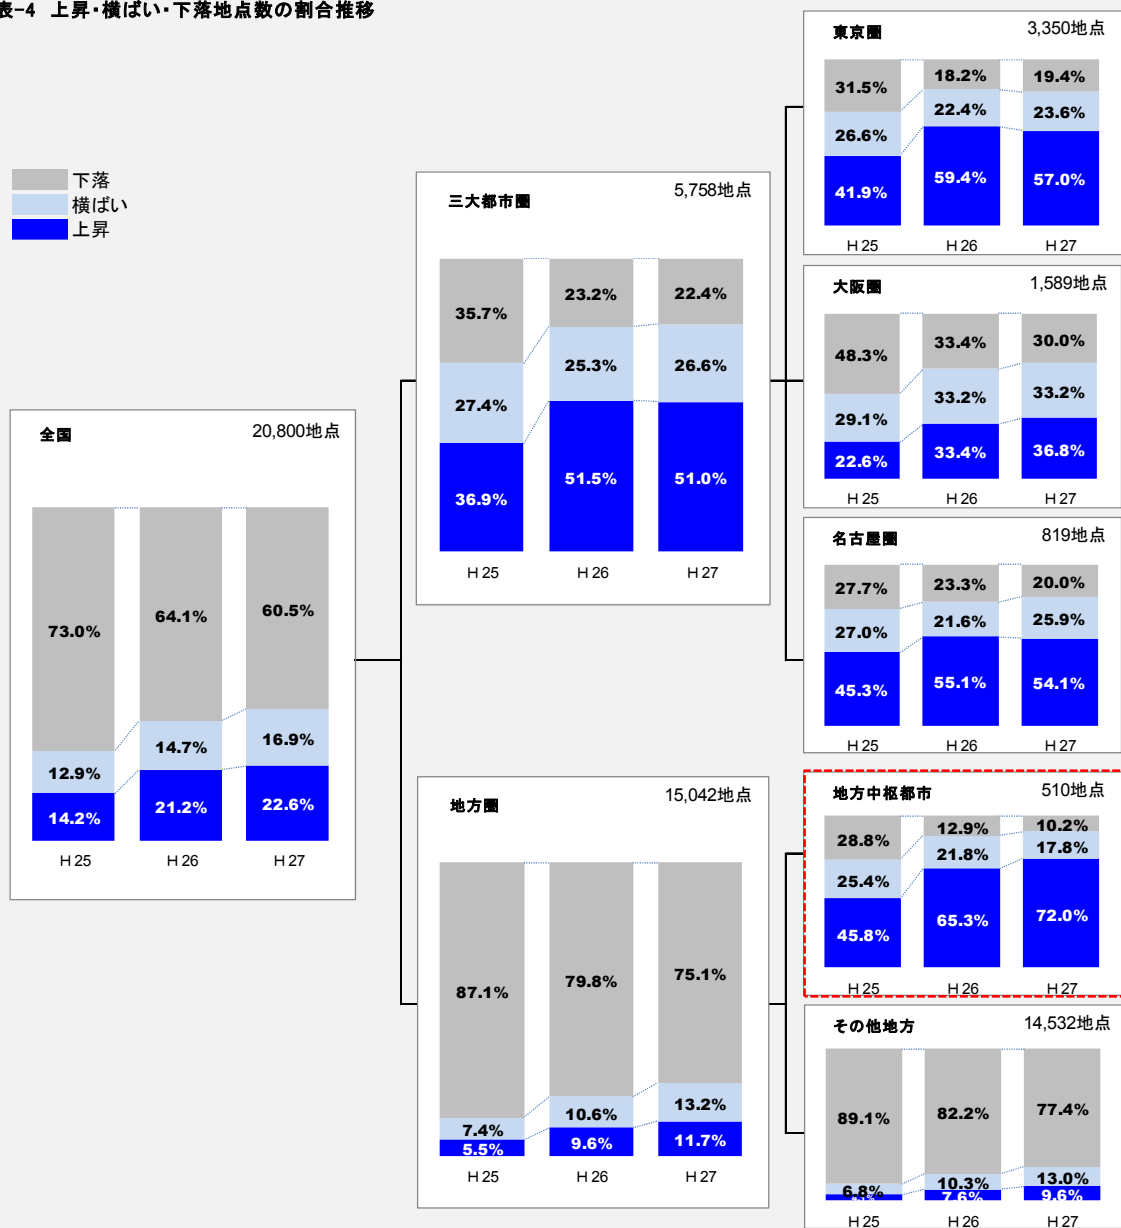 表-4 上昇・横ばい・下落地点数の割合推移
下落
横ばい
上昇
全国 20,800地点
73.0% 64.1% 60.5%
12.9% 14.7% 16.9%
14.2% 21.2% 22.6%
H25 H26 H27
三大都市圏 5,758地点
35.7% 23.2% 22.4%
27.4% 25.3% 26.6%
36.9% 51.5% 51.0%
H25 H26 H27
地方圏 15,042地点
87.1% 79.8% 75.1%
7.4% 10.6% 13.2%
5.5% 9.6% 11.7%
H25 H26 H27
東京圏 3,350地点
31.5% 18.2% 19.4%
26.6% 22.4% 23.6%
41.9% 59.4% 57.0%
H25 H26 H27
大阪圏 1,589地点
48.3% 33.4% 30.0%
29.1% 33.2% 33.2%
22.6% 33.4% 36.8%
H25 H26 H27
名古屋圏 819地点
27.7% 23.3% 20.0%
27.0% 21.6% 25.9%
45.3% 55.1% 54.1%
H25 H26 H27
地方中枢都市 510地点
28.8% 12.9% 10.2%
25.4% 21.8% 17.8%
45.8% 65.3% 72.0%
H25 H26 H27
その他地方 14,532地点
89.1% 82.2% 77.4%
6.8% 10.3% 13.0%
7.6% 9.6%
H25 H26 H27